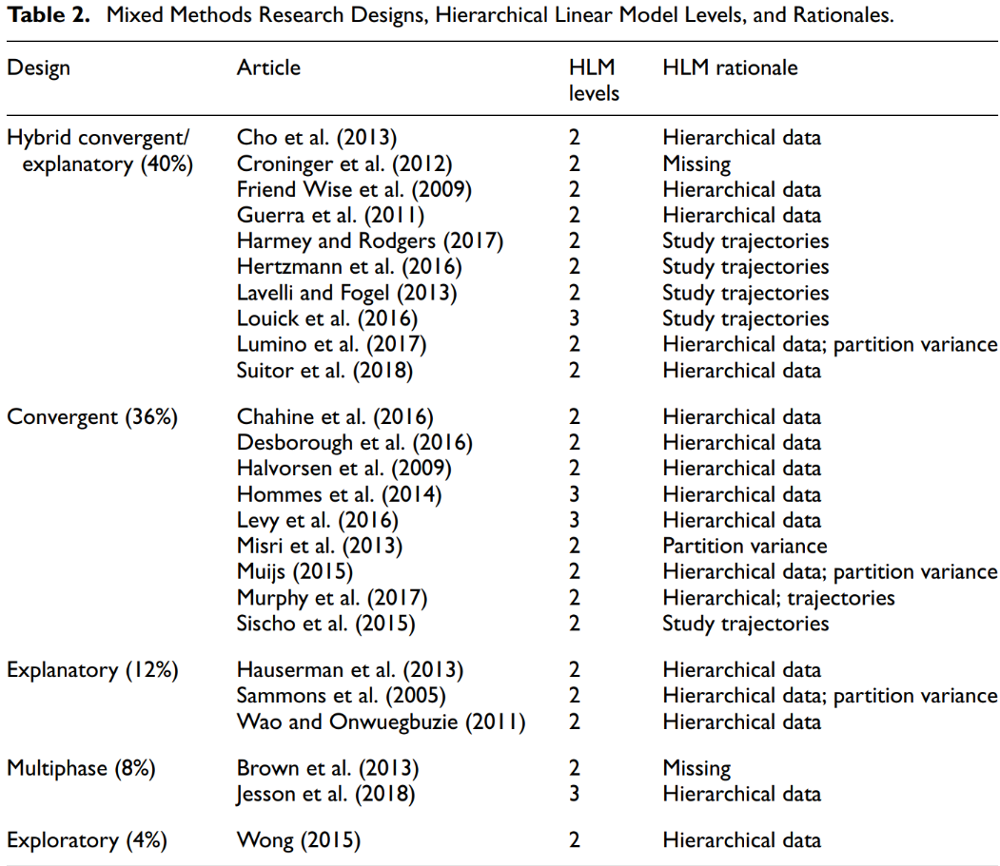 Table 2. Mixed Methods Research Designs, Hierarchical Linear Model Levels, and Rationales.
Design Article HLM levels HLM rationale
Hybrid convergent/ Cho et al. (2013) 2 Hierarchical data
explanatory (40%) Croninger et al. (2012) 2 Missing
Friend Wise et al. (2009) 2 Hierarchical data
Guerra et al. (2011) 2 Hierarchical data
Harmey and Rodgers (2017) 2 Study trajectories
Hertzmann et al. (2016) 2 Study trajectories
Lavelli and Fogel (2013) 2 Study trajectories
Louick et al. (2016) 3 Study trajectories
Lumino et al. (2017) 2 Hierarchical data; partition variance
Suitor et al. (2018) 2 Hierarchical data
Convergent (36%) Chahine et al. (2016) 2 Hierarchical data
Desborough et al. (2016) 2 Hierarchical data
Halvorsen et al. (2009) 2 Hierarchical data
Hommes et al. (2014) 3 Hierarchical data
Levy et al. (2016) 3 Hierarchical data
Misri et al. (2013) 2 Partition variance
Muijs (2015) 2 Hierarchical data; partition variance
Murphy et al. (2017) 2 Hierarchical; trajectories
Sischo et al. (2015) 2 Study trajectories
Explanatory (12%) Hauserman et al. (2013) 2 Hierarchical data
Sammons et al. (2005) 2 Hierarchical data; partition variance
Wao and Onwuegbuzie (2011) 2 Hierarchical data
Multiphase (8%) Brown et al. (2013) 2 Missing
Jesson et al. (2018) 3 Hierarchical data
Exploratory (4%) Wong (2015) 2 Hierarchical data